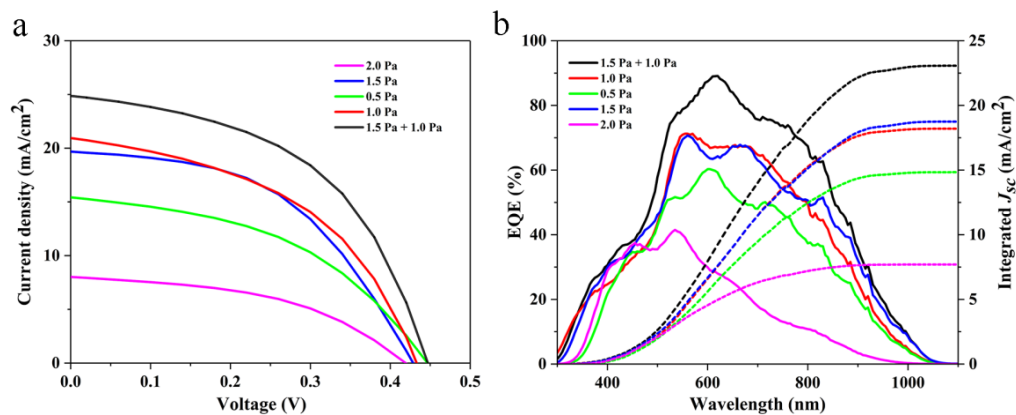 a
Current density (mA/cm²)
30
20
10
0
0.0 0.1 0.2 0.3 0.4 0.5
Voltage (V)
2.0 Pa
1.5 Pa
0.5 Pa
1.0 Pa
1.5 Pa + 1.0 Pa
b
EQE (%)
100
80
60
40
20
0
400 600 800 1000
Wavelength (nm)
1.5 Pa + 1.0 Pa
1.0 Pa
0.5 Pa
1.5 Pa
2.0 Pa
25
20
15
10
5
0
Integrated Jsc (mA/cm²)